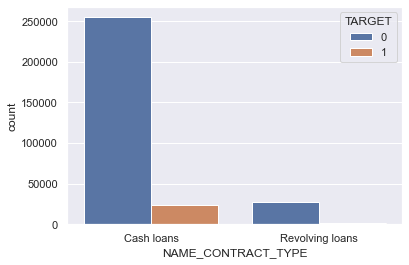 250000
200000
150000
100000
50000
0
count
Cash loans
Revolving loans
NAME_CONTRACT_TYPE
TARGET
0
1